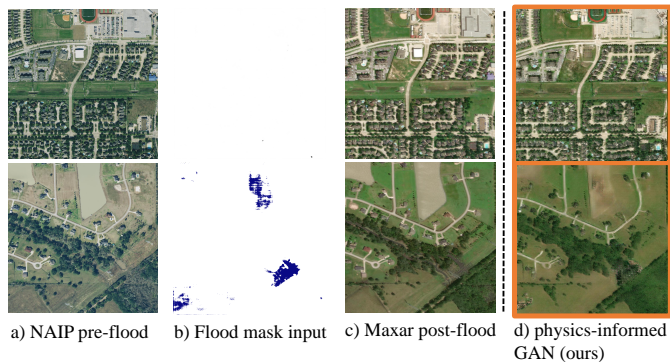 a) NAIP pre-flood
b) Flood mask input
c) Maxar post-flood
d) physics-informed
GAN (ours)